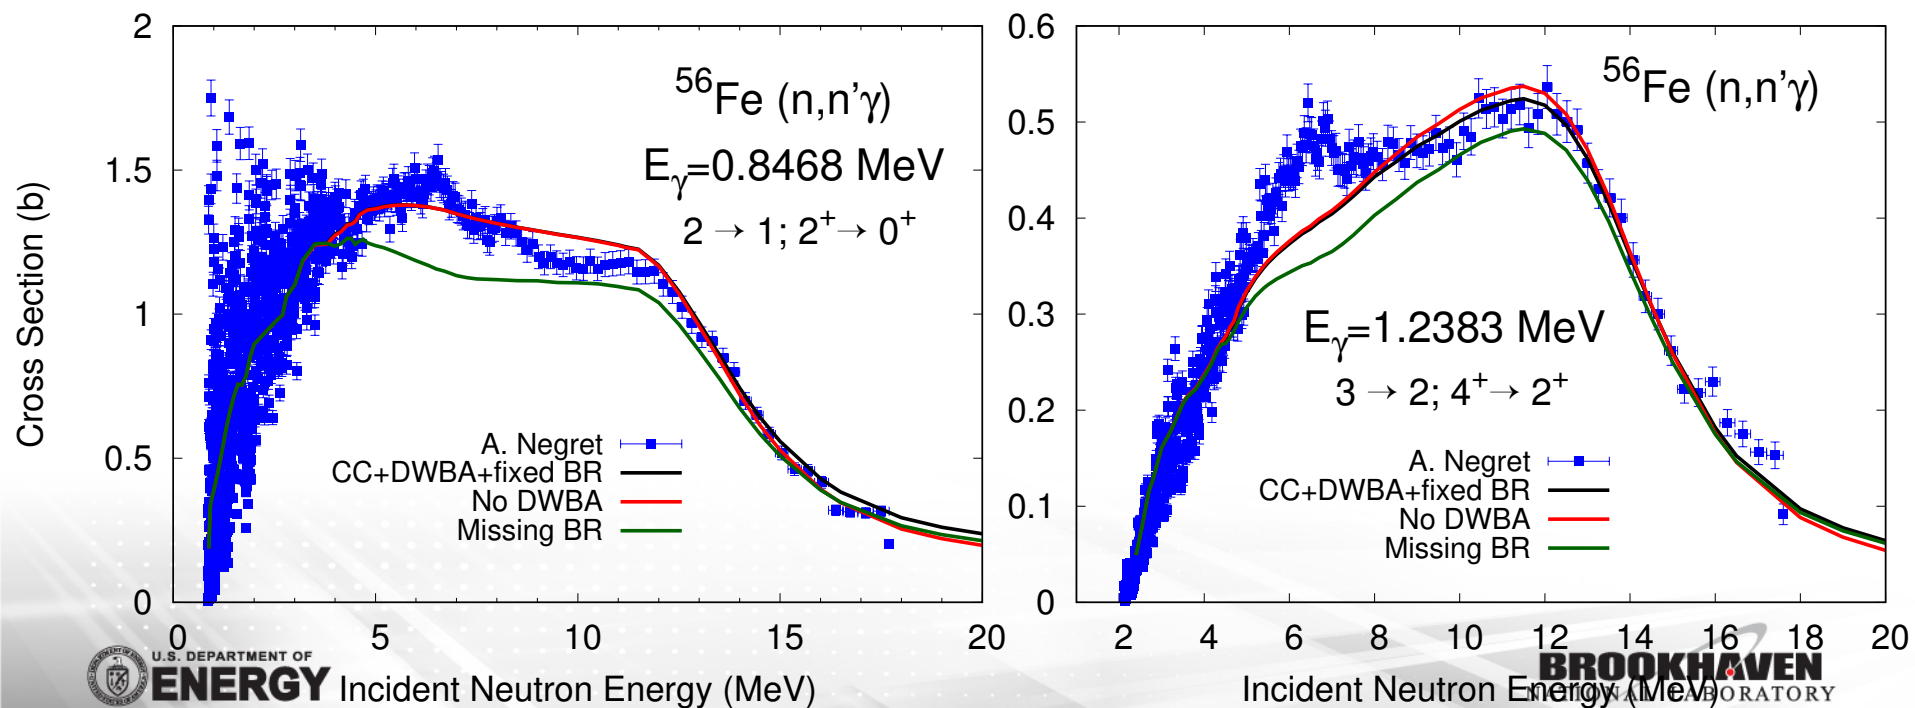 2
1.5
1
0.5
0
Cross Section (b)
56Fe (n,n'γ)
Eγ=0.8468 MeV
2 → 1; 2+→ 0+
A. Negret
CC+DWBA+fixed BR
No DWBA
Missing BR
0 5 10 15 20
Incident Neutron Energy (MeV)
0.6
0.5
0.4
0.3
0.2
0.1
0
56Fe (n,n'γ)
Eγ=1.2383 MeV
3 → 2; 4+→ 2+
A. Negret
CC+DWBA+fixed BR
No DWBA
Missing BR
2 4 6 8 10 12 14 16 18 20
Incident Neutron Energy (MeV)
U.S. DEPARTMENT OF
ENERGY
BROOKHAVEN
NATIONAL LABORATORY